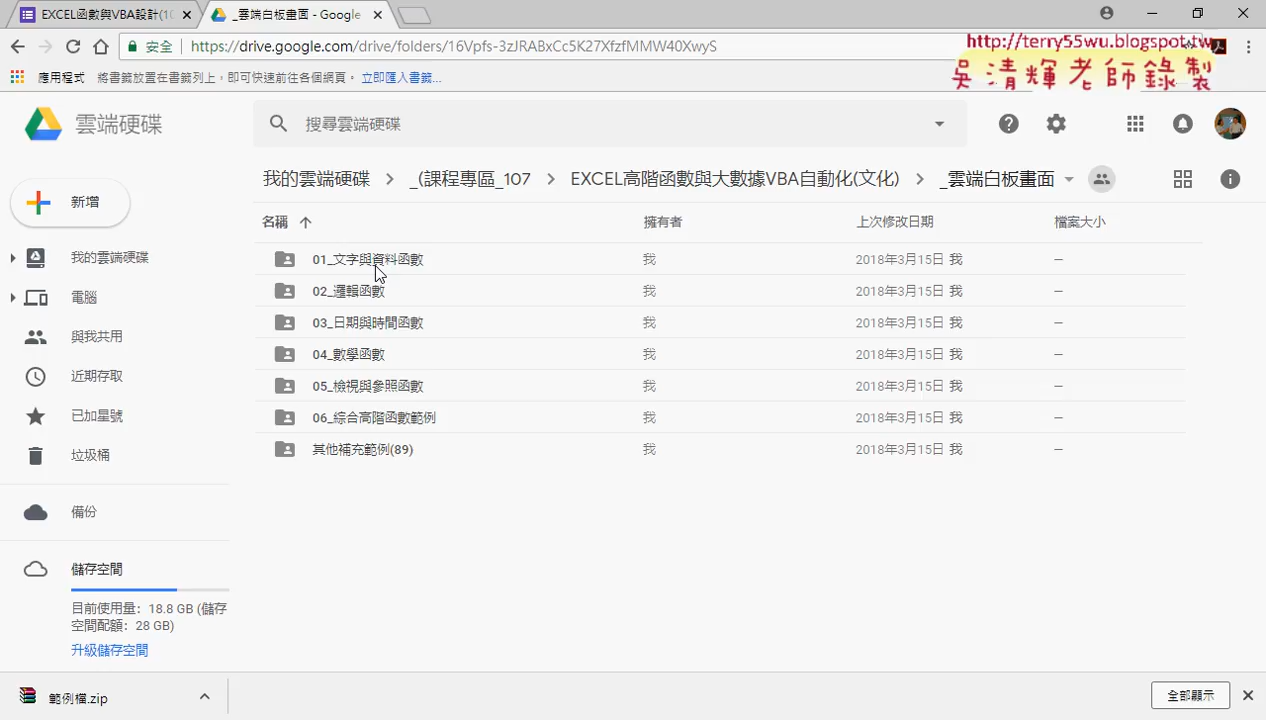 EXCEL函數與VBA設計(1(
_雲端白板畫面 - Google
安全
https://drive.google.com/drive/folders/16Vpfs-3zJRABxCc5K27XfzfMMW40XwyS
http://terry55wu.blogspot.tw
吳清輝老師錄製
應用程式
將書籤放置在書籤列上，即可快速前往各個網頁。
立即匯入書籤...
雲端硬碟
搜尋雲端硬碟
新增
我的雲端硬碟
電腦
與我共用
近期存取
已加星號
垃圾桶
備份
儲存空間
目前使用量：18.8 GB (儲存
空間配額：28 GB)
升級儲存空間
我的雲端硬碟 > _(課程專區_107 > EXCEL高階函數與大數據VBA自動化(文化) > _雲端白板畫面
名稱 擁有者 上次修改日期 檔案大小
01_文字與資料函數 我 2018年3月15日 我 —
02_邏輯函數 我 2018年3月15日 我 —
03_日期與時間函數 我 2018年3月15日 我 —
04_數學函數 我 2018年3月15日 我 —
05_檢視與參照函數 我 2018年3月15日 我 —
06_綜合高階函數範例 我 2018年3月15日 我 —
其他補充範例(89) 我 2018年3月15日 我 —
範例檔.zip
全部顯示